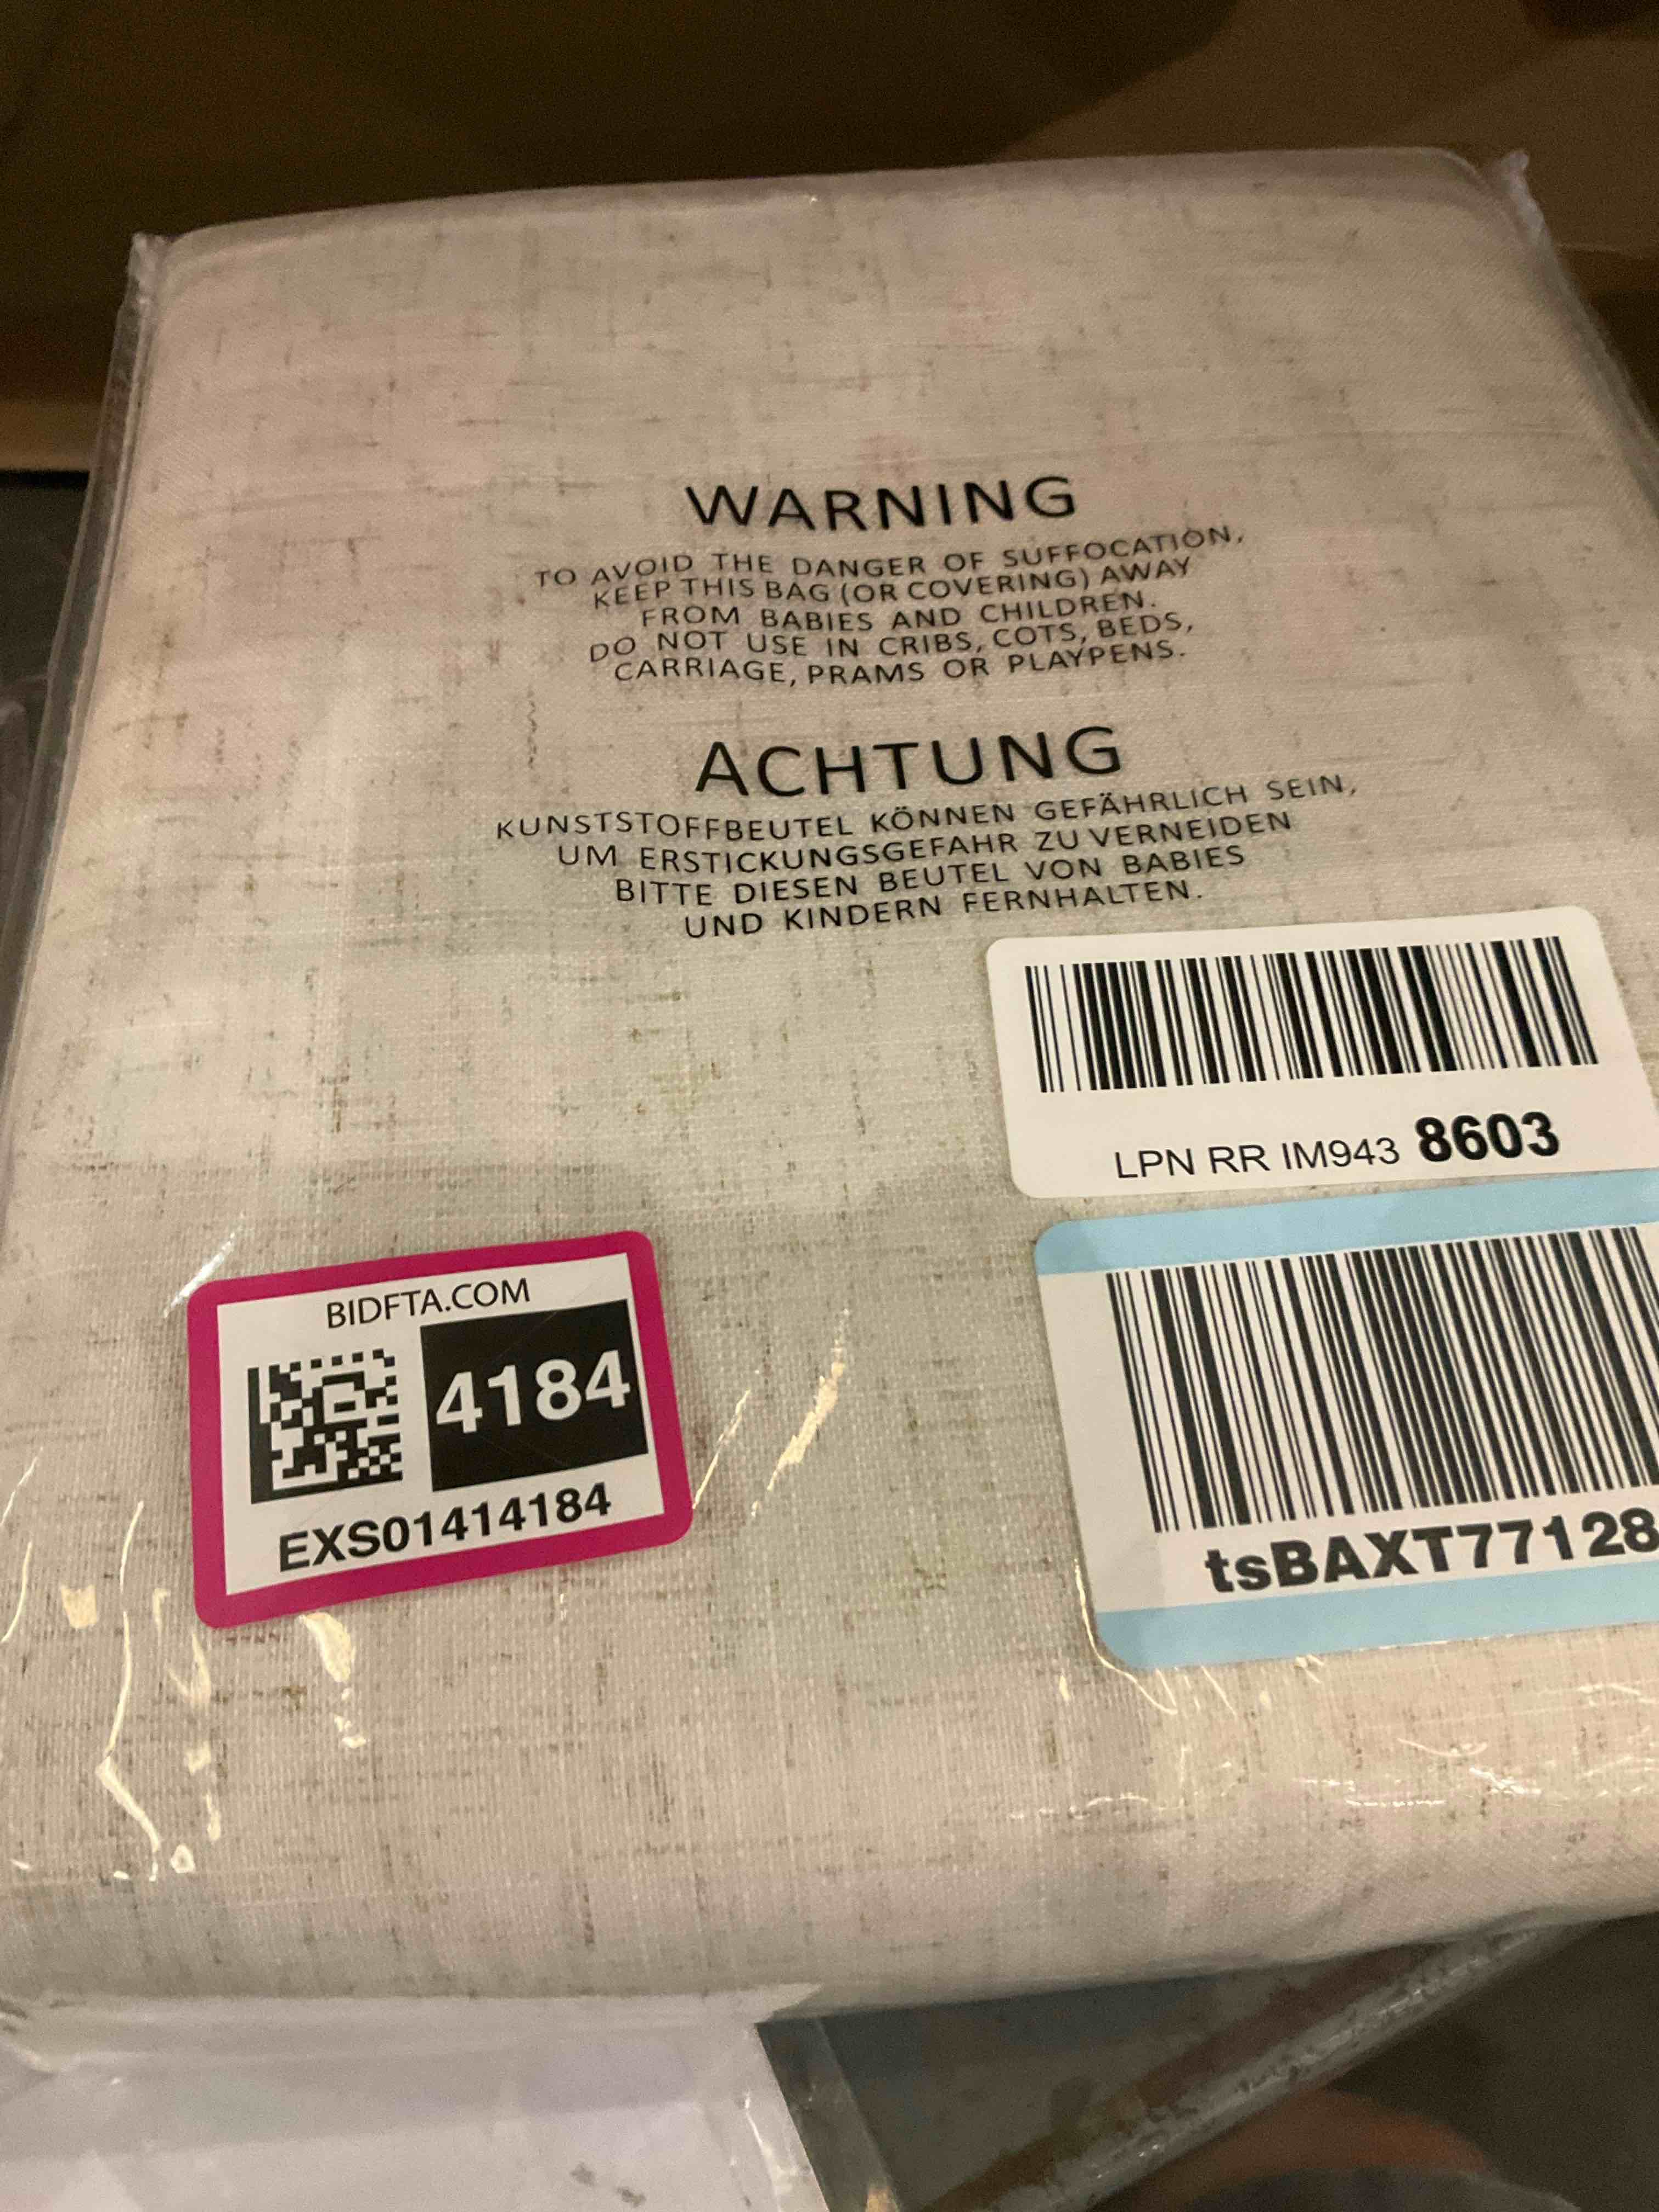 WARNING
TO AVOID THE DANGER OF SUFFOCATION,
KEEP THIS BAG (OR COVERING) AWAY
FROM BABIES AND CHILDREN.
DO NOT USE IN CRIBS, COTS, BEDS,
CARRIAGE, PRAMS OR PLAYPENS.
ACHTUNG
KUNSTSTOFFBEUTEL KÖNNEN GEFÄHRLICH SEIN,
UM ERSTICKUNGSGEFAHR ZU VERNEIDEN
BITTE DIESEN BEUTEL VON BABIES
UND KINDERN FERNHALTEN.
LPN RR IM943 8603
BIDFTA.COM
4184
EXS01414184
tsBAXT77128